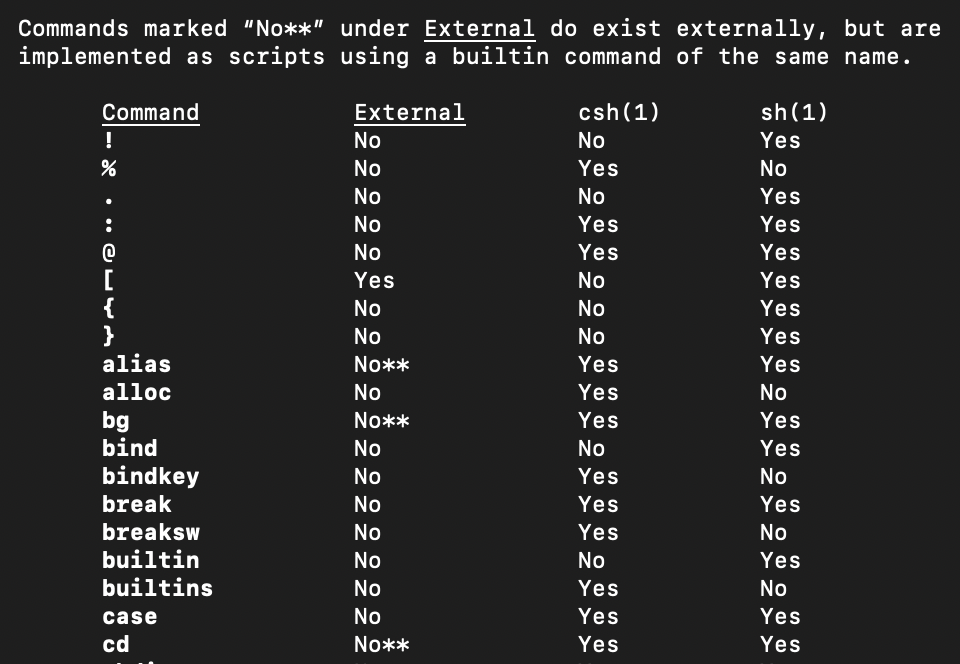 Commands marked “No**” under External do exist externally, but are
implemented as scripts using a builtin command of the same name.
Command External csh(1) sh(1)
! No No Yes
% No Yes No
. No No Yes
: No Yes Yes
@ No Yes Yes
[ Yes No Yes
{ No No Yes
} No No Yes
alias No** Yes Yes
alloc No Yes No
bg No** Yes Yes
bind No No Yes
bindkey No Yes No
break No Yes Yes
breaksw No Yes No
builtin No No Yes
builtins No Yes No
case No Yes Yes
cd No** Yes Yes